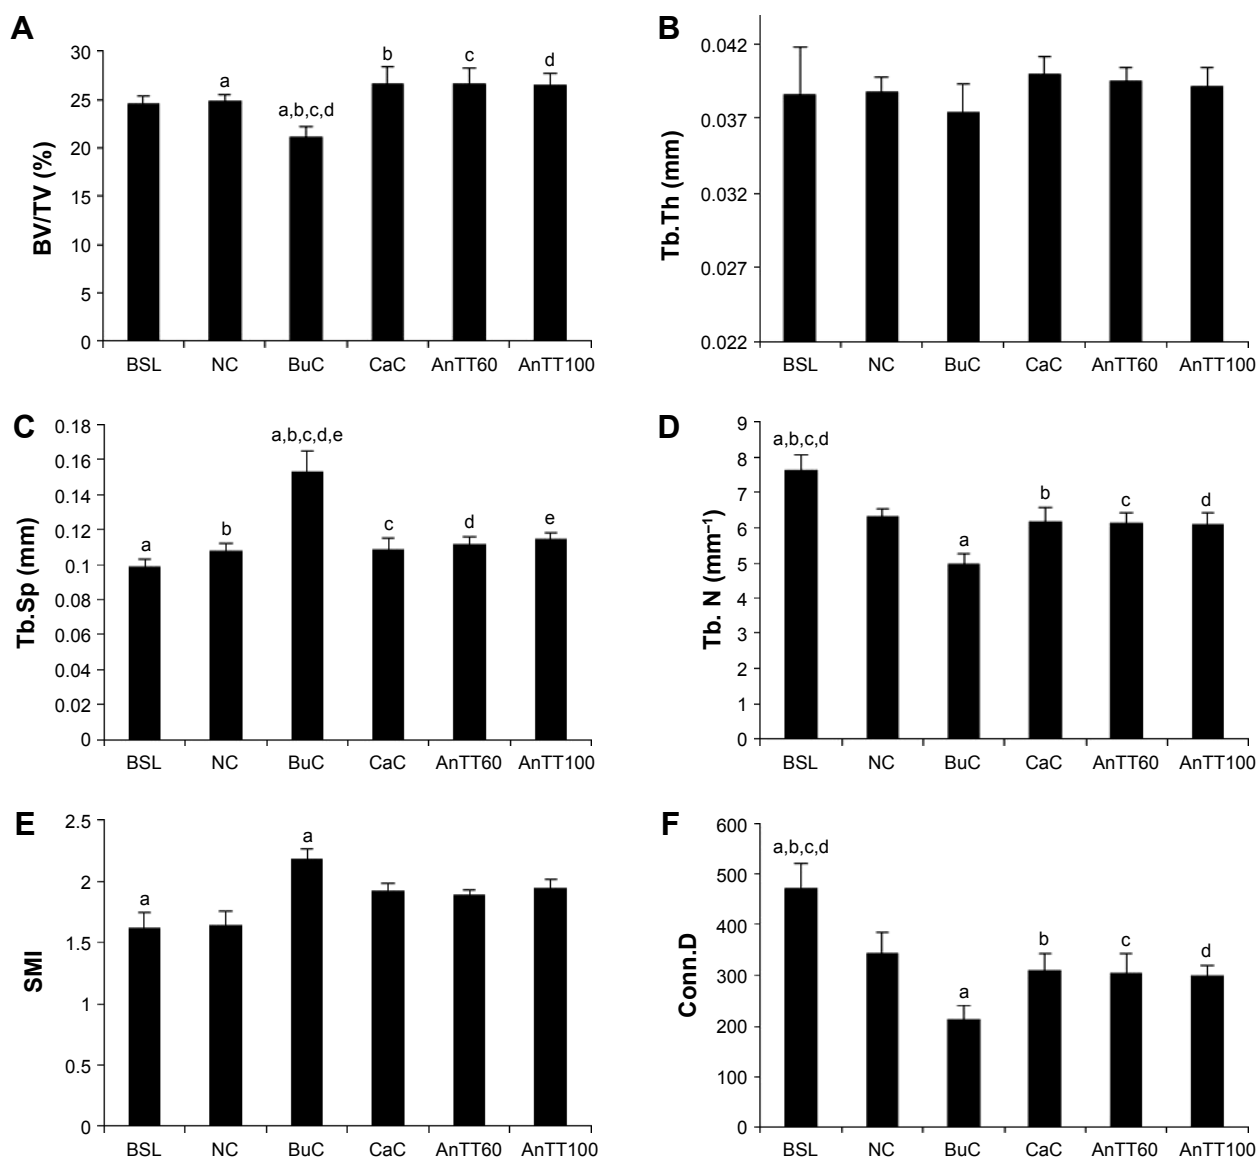 A
BV/TV (%)
30
25
20
15
10
5
0
a
a,b,c,d
b
c
d
BSL NC BuC CaC AnTT60 AnTT100
B
Tb.Th (mm)
0.042
0.037
0.032
0.027
0.022
BSL NC BuC CaC AnTT60 AnTT100
C
Tb.Sp (mm)
0.18
0.16
0.14
0.12
0.1
0.08
0.06
0.04
0.02
0
a
b
a,b,c,d,e
c
d
e
BSL NC BuC CaC AnTT60 AnTT100
D
Tb. N (mm⁻¹)
9
8
7
6
5
4
3
2
1
0
a,b,c,d
a
b
c
d
BSL NC BuC CaC AnTT60 AnTT100
E
SMI
2.5
2
1.5
1
0.5
0
a
a
BSL NC BuC CaC AnTT60 AnTT100
F
Conn.D
600
500
400
300
200
100
0
a,b,c,d
a
b
c
d
BSL NC BuC CaC AnTT60 AnTT100